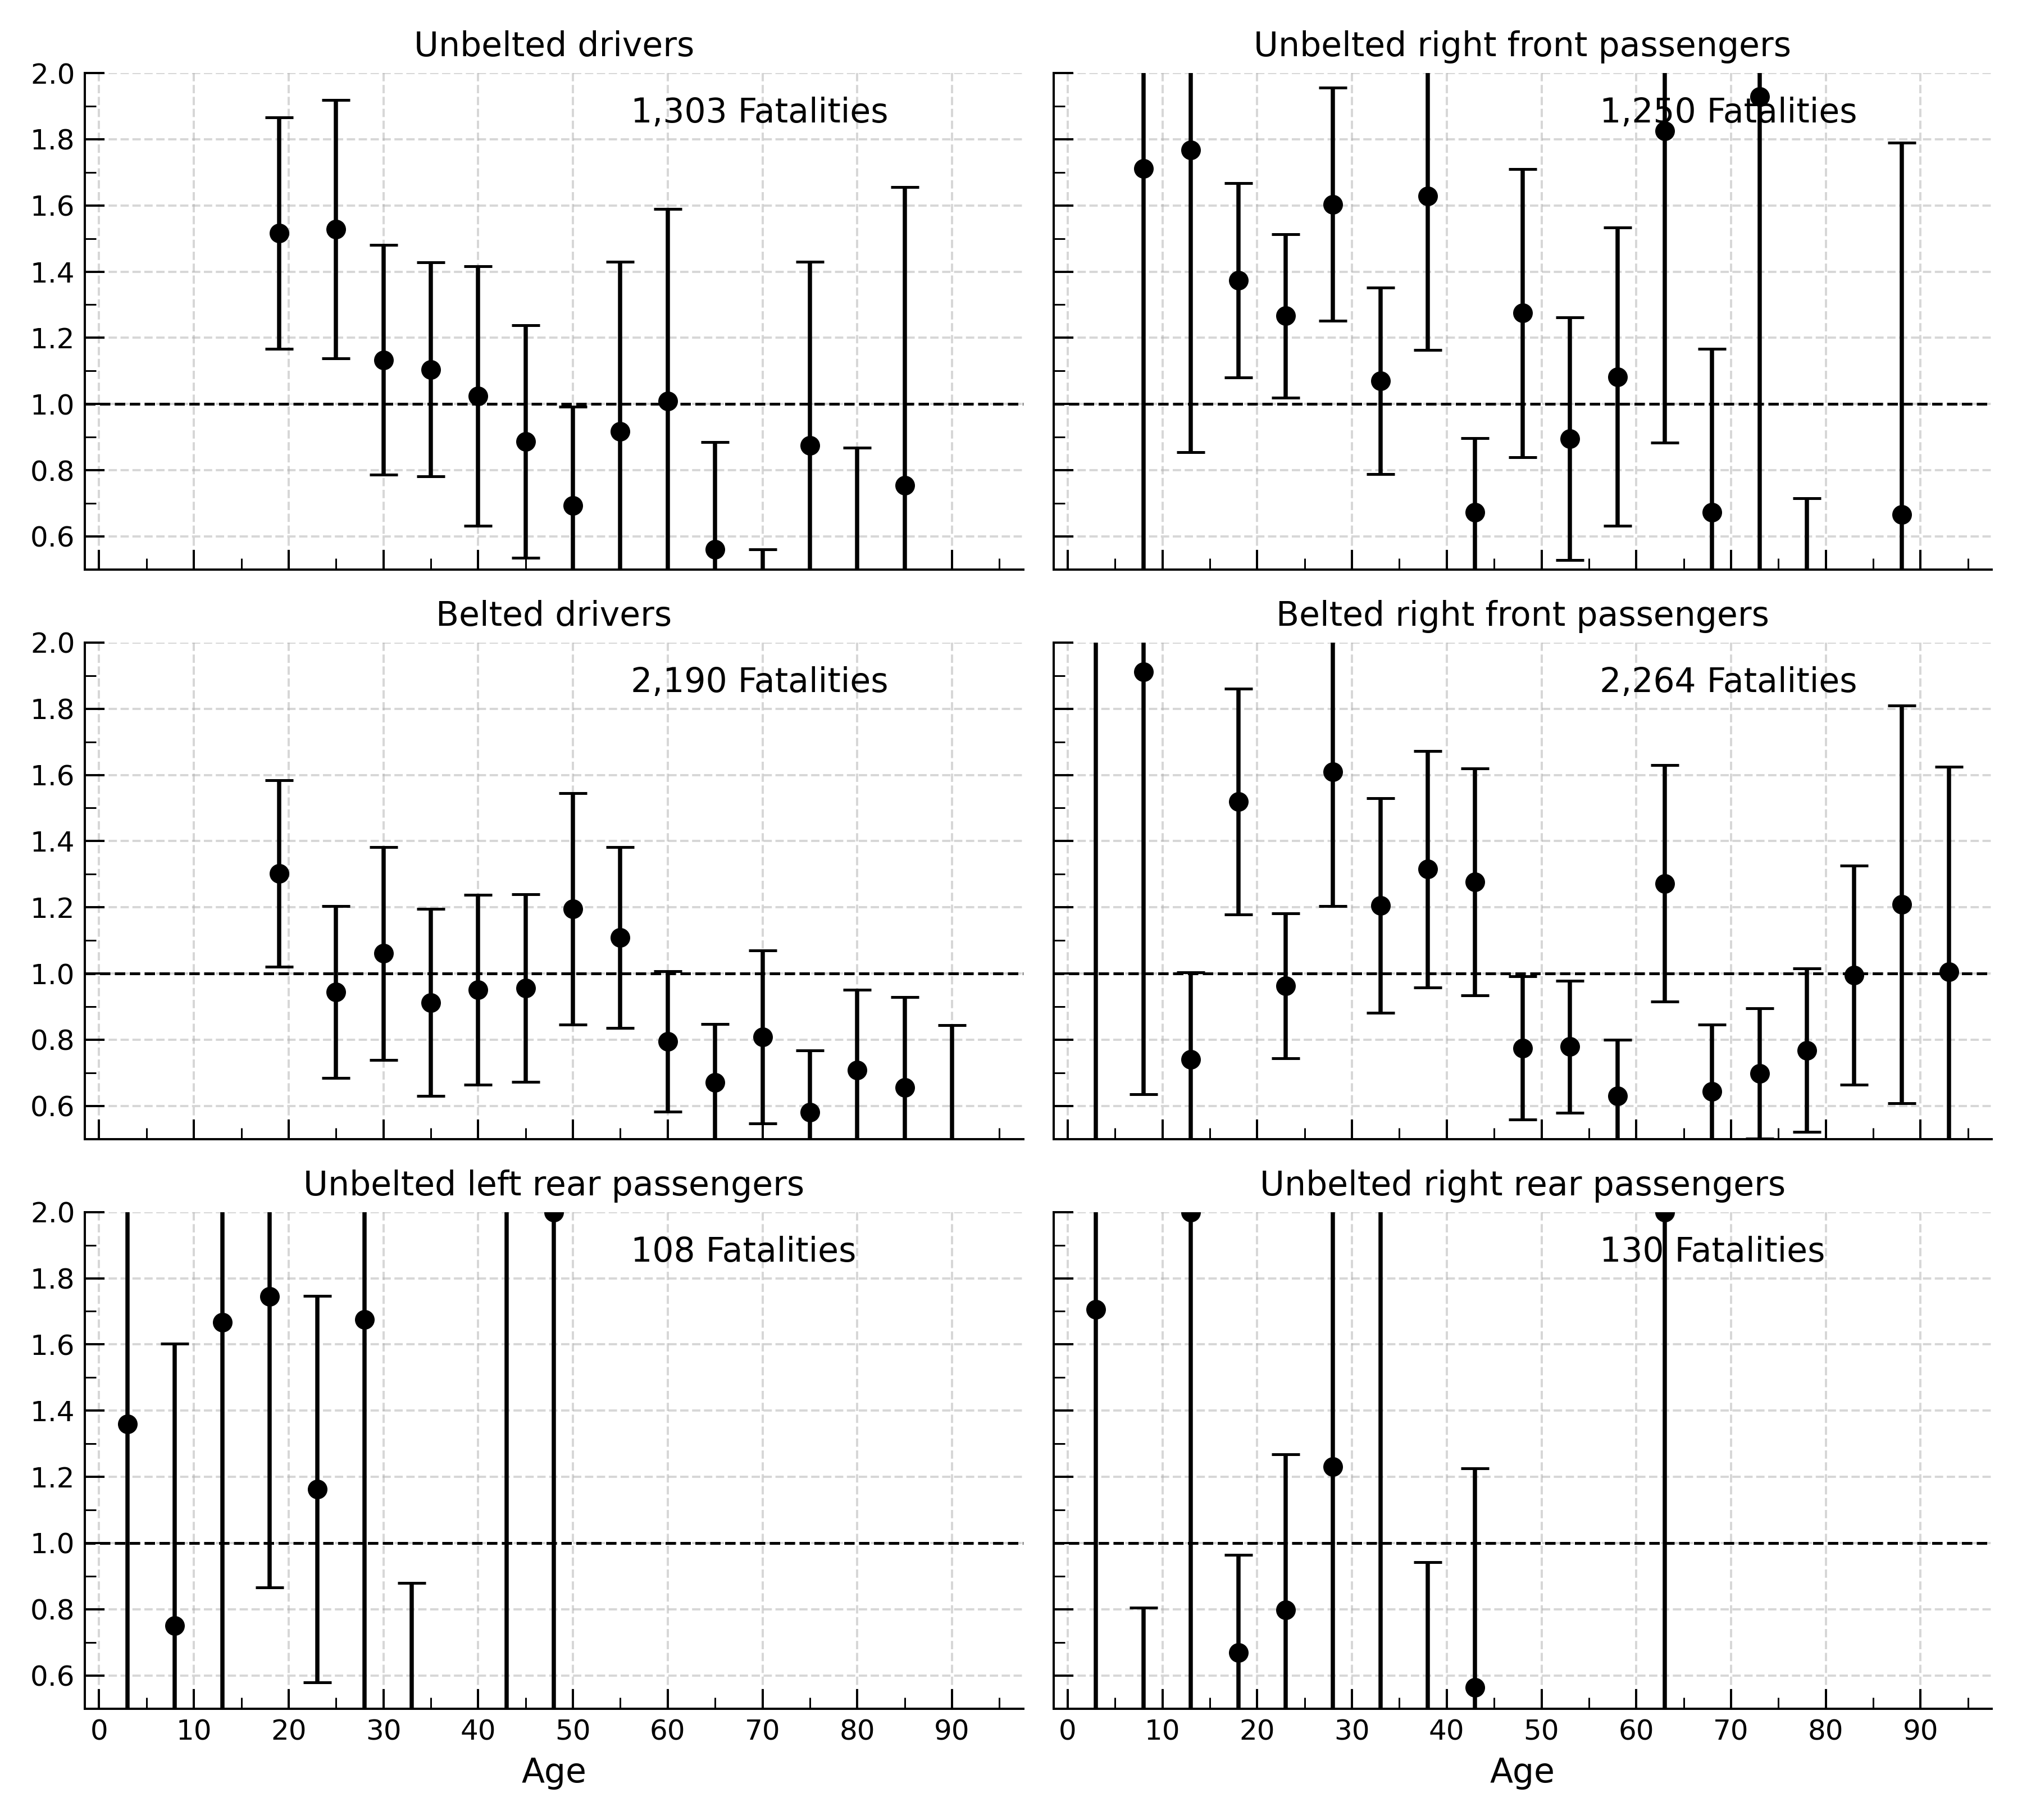 Unbelted drivers
Unbelted right front passengers
2.0
1.8
1.6
1.4
1.2
1.0
0.8
0.6
1,303 Fatalities
1,250 Fatalities
Belted drivers
Belted right front passengers
2.0
1.8
1.6
1.4
1.2
1.0
0.8
0.6
2,190 Fatalities
2,264 Fatalities
Unbelted left rear passengers
Unbelted right rear passengers
2.0
1.8
1.6
1.4
1.2
1.0
0.8
0.6
108 Fatalities
130 Fatalities
0 10 20 30 40 50 60 70 80 90
0 10 20 30 40 50 60 70 80 90
Age
Age